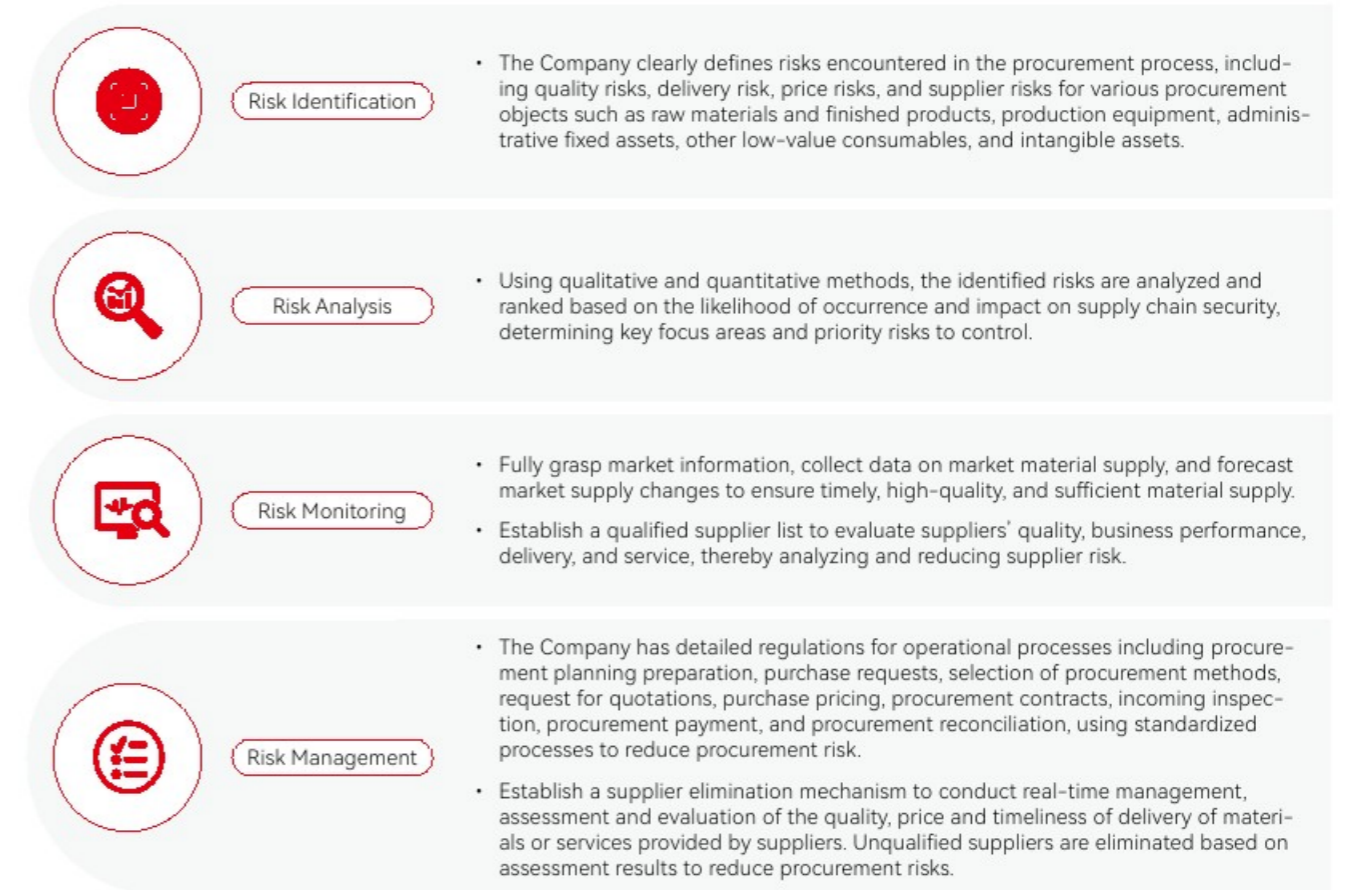 Risk Identification
• The Company clearly defines risks encountered in the procurement process, includ-
ing quality risks, delivery risk, price risks, and supplier risks for various procurement
objects such as raw materials and finished products, production equipment, adminis-
trative fixed assets, other low-value consumables, and intangible assets.
Risk Analysis
• Using qualitative and quantitative methods, the identified risks are analyzed and
ranked based on the likelihood of occurrence and impact on supply chain security,
determining key focus areas and priority risks to control.
Risk Monitoring
• Fully grasp market information, collect data on market material supply, and forecast
market supply changes to ensure timely, high-quality, and sufficient material supply.
• Establish a qualified supplier list to evaluate suppliers' quality, business performance,
delivery, and service, thereby analyzing and reducing supplier risk.
Risk Management
• The Company has detailed regulations for operational processes including procure-
ment planning preparation, purchase requests, selection of procurement methods,
request for quotations, purchase pricing, procurement contracts, incoming inspec-
tion, procurement payment, and procurement reconciliation, using standardized
processes to reduce procurement risk.
• Establish a supplier elimination mechanism to conduct real-time management,
assessment and evaluation of the quality, price and timeliness of delivery of materi-
als or services provided by suppliers. Unqualified suppliers are eliminated based on
assessment results to reduce procurement risks.